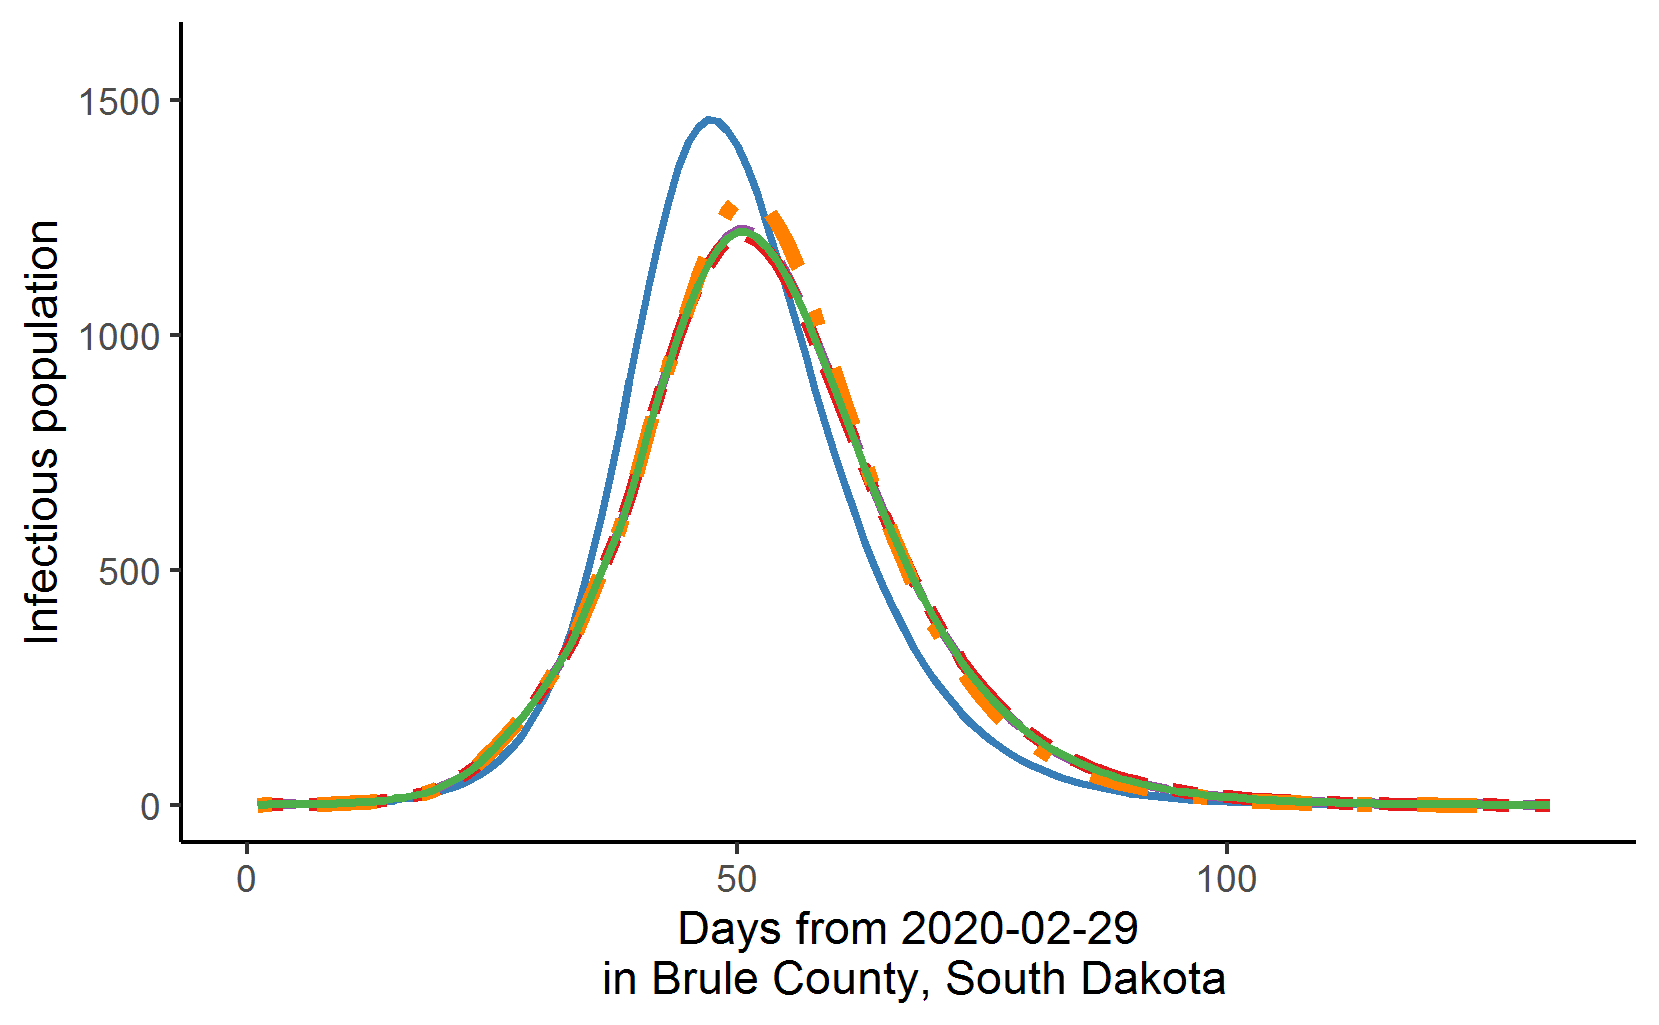 Infectious population
1500
1000
500
0
0
50
100
Days from 2020-02-29
in Brule County, South Dakota